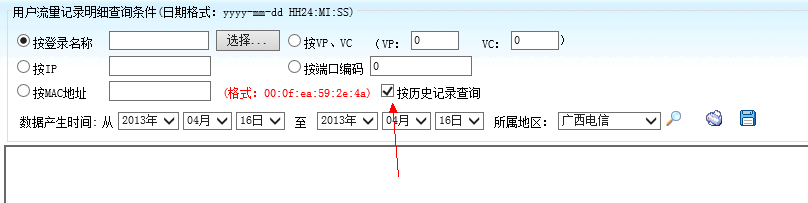 用户流量记录明细查询条件(日期格式：yyyy-mm-dd HH24:MI:SS)
按登录名称 选择... 按VP、VC （VP： 0 VC： 0 ）
按IP 按端口编码 0
按MAC地址 (格式：00:0f:ea:59:2e:4a) 按历史记录查询
数据产生时间：从 2013年 04月 16日 至 2013年 04月 16日 所属地区： 广西电信